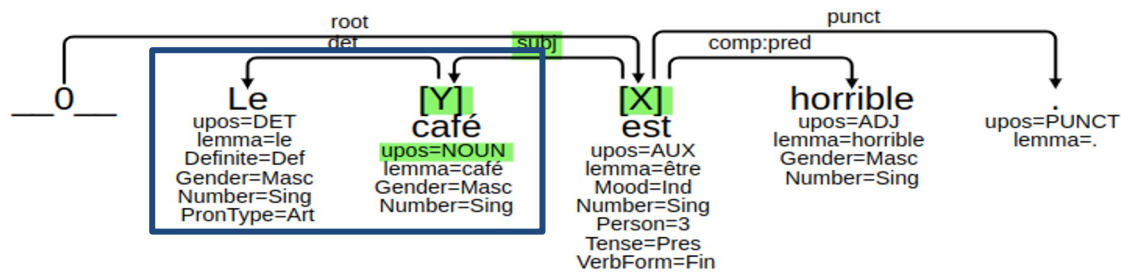 root
punct
det
subj
comp:pred
__0__
Le
[Y]
[X]
horrible
.
café
est
upos=DET
lemma=le
Definite=Def
Gender=Masc
Number=Sing
PronType=Art
upos=NOUN
lemma=café
Gender=Masc
Number=Sing
upos=AUX
lemma=être
Mood=Ind
Number=Sing
Person=3
Tense=Pres
VerbForm=Fin
upos=ADJ
lemma=horrible
Gender=Masc
Number=Sing
upos=PUNCT
lemma=.